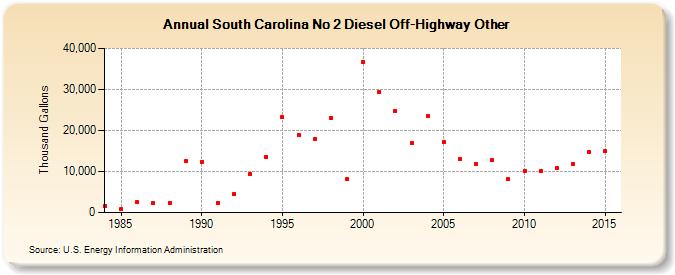 Annual South Carolina No 2 Diesel Off-Highway Other
Thousand Gallons
40,000
30,000
20,000
10,000
0
1985 1990 1995 2000 2005 2010 2015
Source: U.S. Energy Information Administration